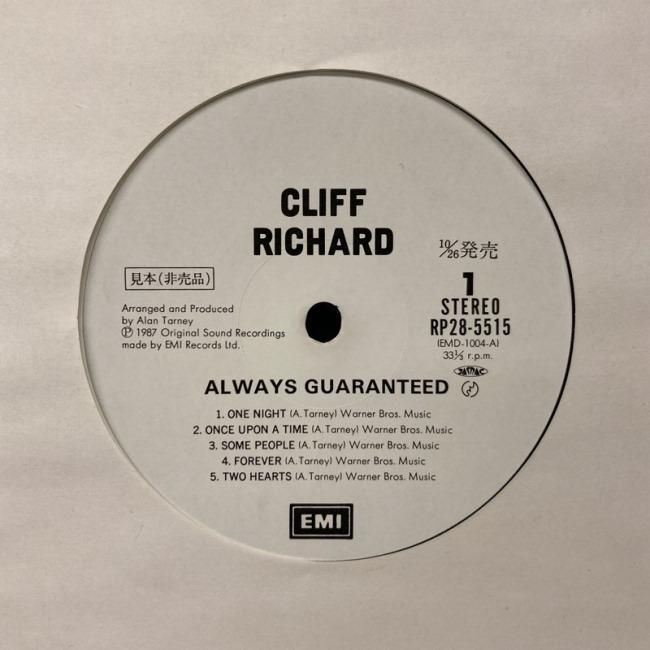 CLIFF
RICHARD
10/26発売
見本(非売品)
1
STEREO
RP28-5515
(EMD-1004-A)
33⅓ r.p.m.
Arranged and Produced
by Alan Tarney
Ⓟ 1987 Original Sound Recordings
made by EMI Records Ltd.
JASRAC
ALWAYS GUARANTEED
1. ONE NIGHT (A. Tarney) Warner Bros. Music
2. ONCE UPON A TIME (A. Tarney) Warner Bros. Music
3. SOME PEOPLE (A. Tarney) Warner Bros. Music
4. FOREVER (A. Tarney) Warner Bros. Music
5. TWO HEARTS (A. Tarney) Warner Bros. Music
EMI